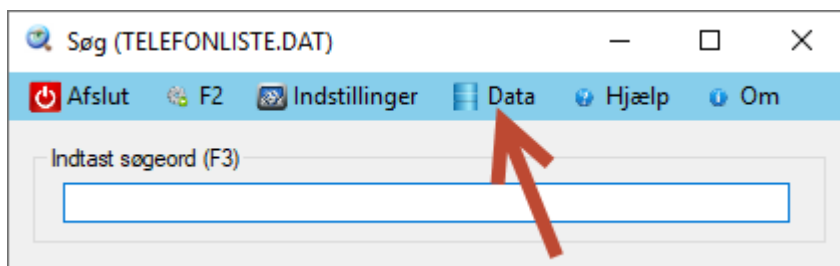 Søg (TELEFONLISTE.DAT)
Afslut F2 Indstillinger Data Hjælp Om
Indtast søgeord (F3)